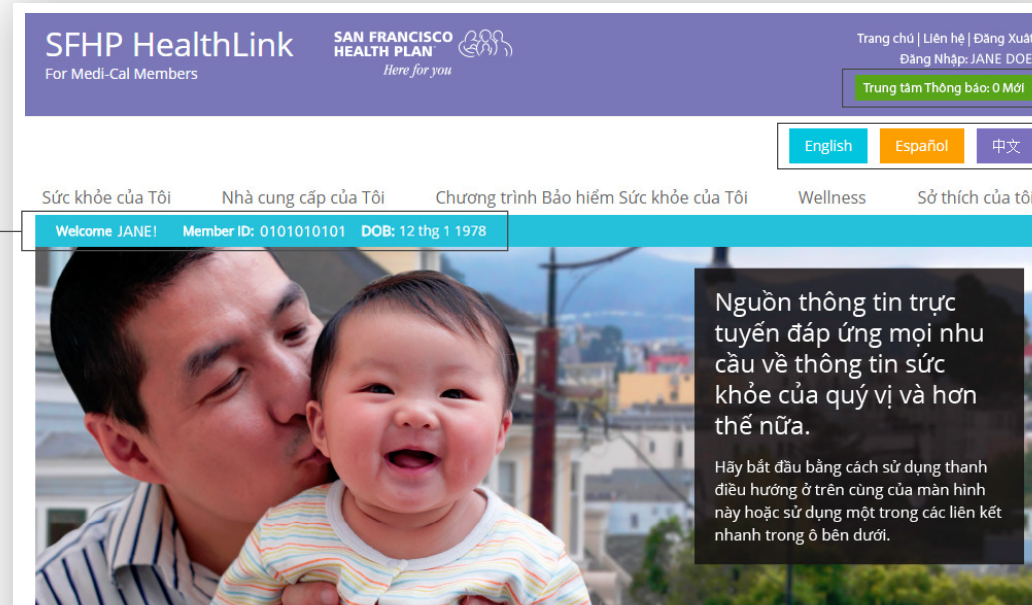 SFHP HealthLink
For Medi-Cal Members
SAN FRANCISCO
HEALTH PLAN
Here for you
Trang chủ | Liên hệ | Đăng Xuất
Đăng Nhập: JANE DOE
Trung tâm Thông báo: 0 Mới
English Español 中文
Sức khỏe của Tôi Nhà cung cấp của Tôi Chương trình Bảo hiểm Sức khỏe của Tôi Wellness Sở thích của tôi
Welcome JANE! Member ID: 0101010101 DOB: 12 thg 1 1978
Nguồn thông tin trực
tuyến đáp ứng mọi nhu
cầu về thông tin sức
khỏe của quý vị và hơn
thế nữa.
Hãy bắt đầu bằng cách sử dụng thanh
điều hướng ở trên cùng của màn hình
này hoặc sử dụng một trong các liên kết
nhanh trong ô bên dưới.